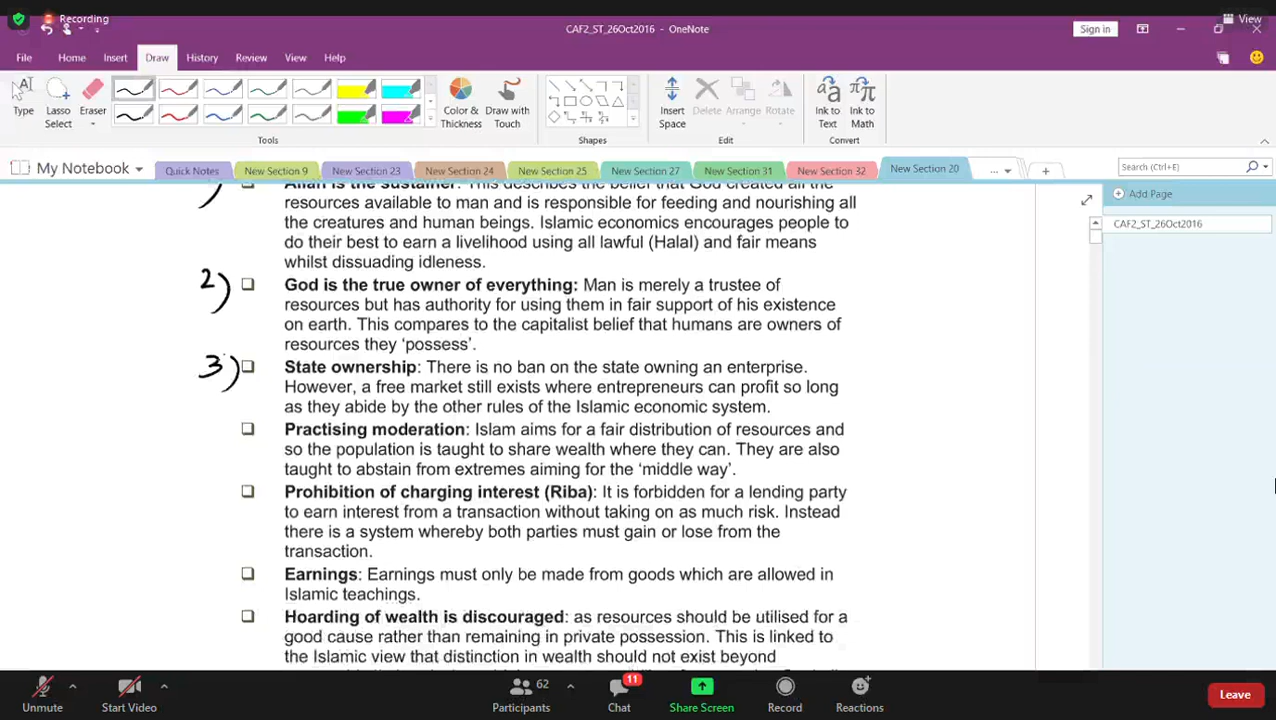 Recording
CAF2_ST_26Oct2016 - OneNote
Sign in
View
File Home Insert Draw History Review View Help
Type
Lasso Select
Eraser
Color & Thickness
Draw with Touch
Insert Space
Delete
Arrange
Rotate
Ink to Text
Ink to Math
Tools
Shapes
Edit
Convert
My Notebook
Quick Notes
New Section 9
New Section 23
New Section 24
New Section 25
New Section 27
New Section 31
New Section 32
New Section 20
...
Search (Ctrl+E)
Add Page
CAF2_ST_26Oct2016
Allah is the sustainer: This describes the belief that God created all the
resources available to man and is responsible for feeding and nourishing all
the creatures and human beings. Islamic economics encourages people to
do their best to earn a livelihood using all lawful (Halal) and fair means
whilst dissuading idleness.
2) God is the true owner of everything: Man is merely a trustee of
resources but has authority for using them in fair support of his existence
on earth. This compares to the capitalist belief that humans are owners of
resources they ‘possess’.
3) State ownership: There is no ban on the state owning an enterprise.
However, a free market still exists where entrepreneurs can profit so long
as they abide by the other rules of the Islamic economic system.
Practising moderation: Islam aims for a fair distribution of resources and
so the population is taught to share wealth where they can. They are also
taught to abstain from extremes aiming for the ‘middle way’.
Prohibition of charging interest (Riba): It is forbidden for a lending party
to earn interest from a transaction without taking on as much risk. Instead
there is a system whereby both parties must gain or lose from the
transaction.
Earnings: Earnings must only be made from goods which are allowed in
Islamic teachings.
Hoarding of wealth is discouraged: as resources should be utilised for a
good cause rather than remaining in private possession. This is linked to
the Islamic view that distinction in wealth should not exist beyond
Unmute
Start Video
62
Participants
11
Chat
Share Screen
Record
Reactions
Leave